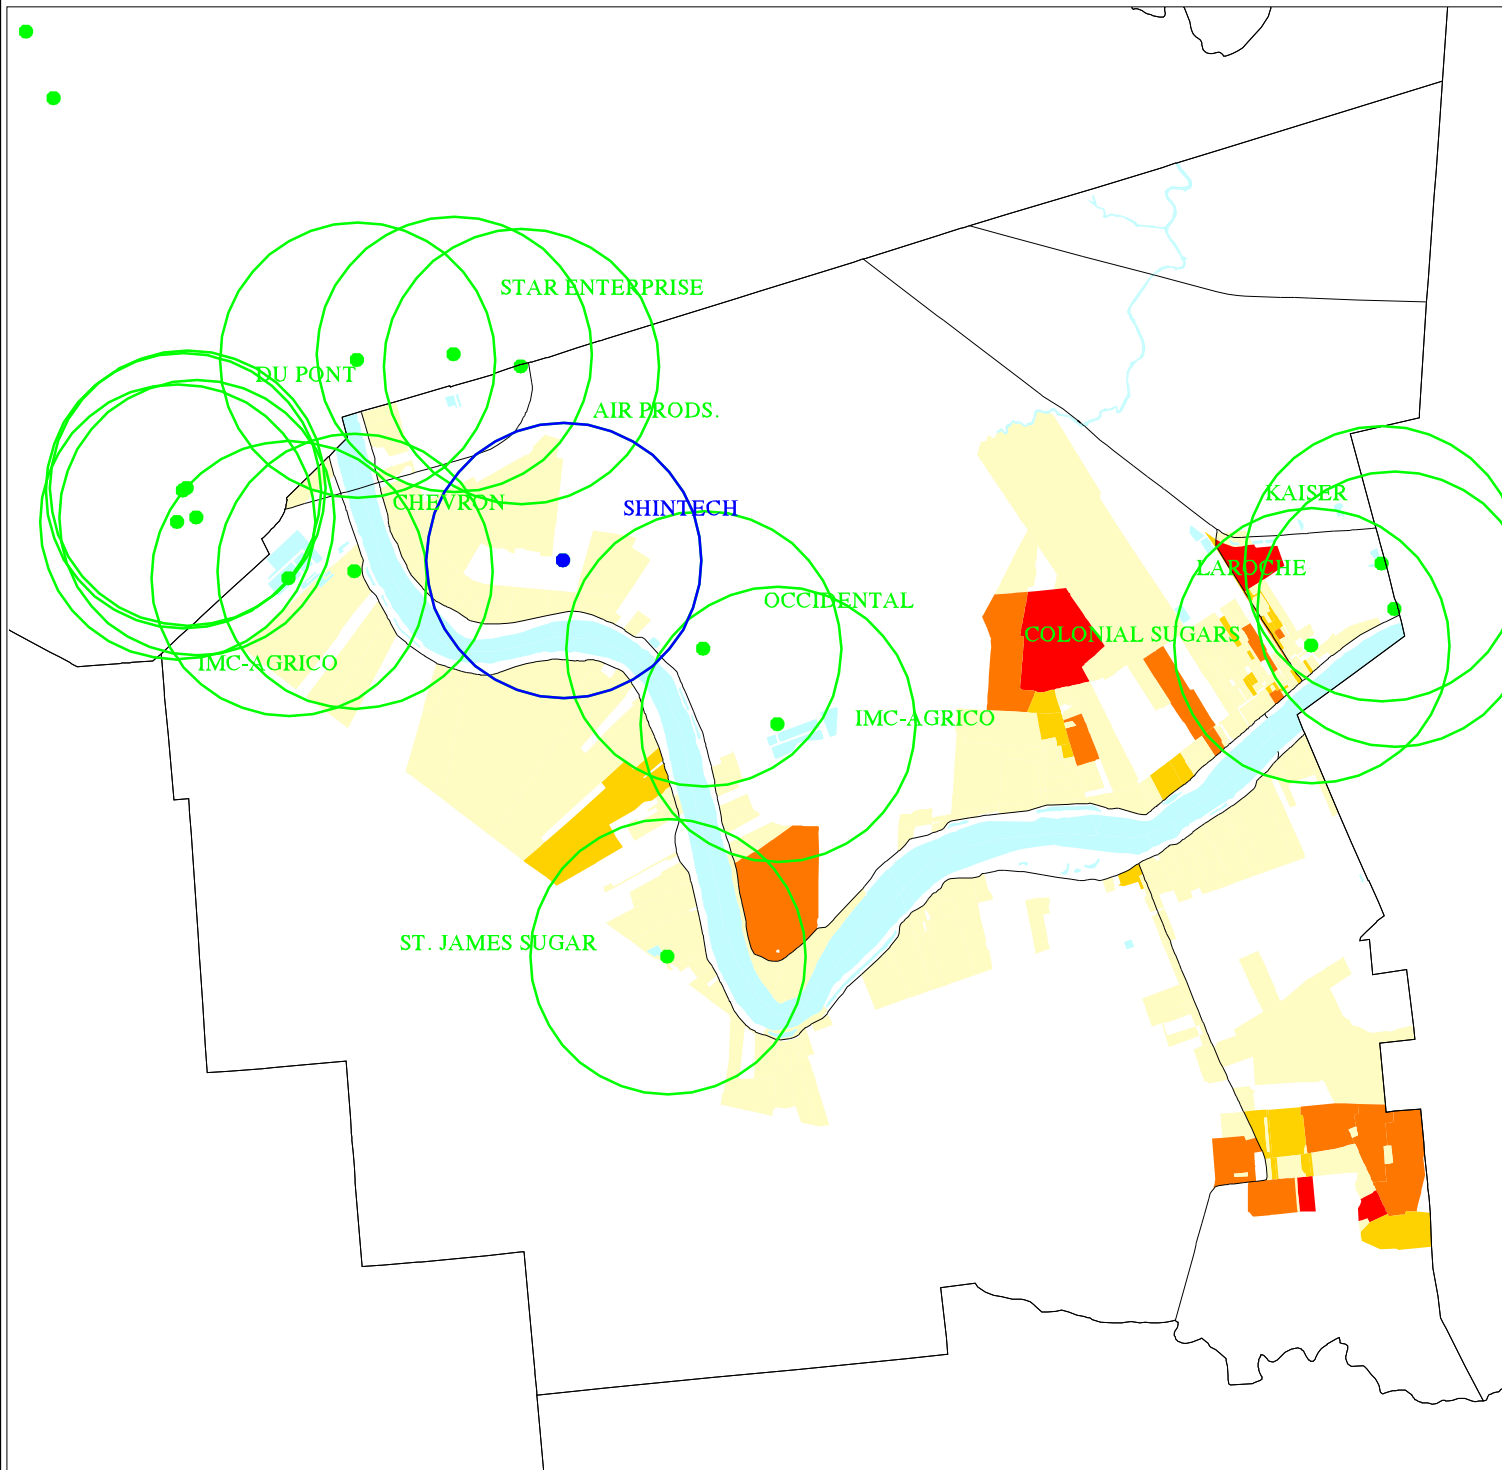 STAR ENTERPRISE
DU PONT
AIR PRODS.
CHEVRON
SHINTECH
KAISER
LAROCHE
OCCIDENTAL
COLONIAL SUGARS
IMC-AGRICO
IMC-AGRICO
ST. JAMES SUGAR